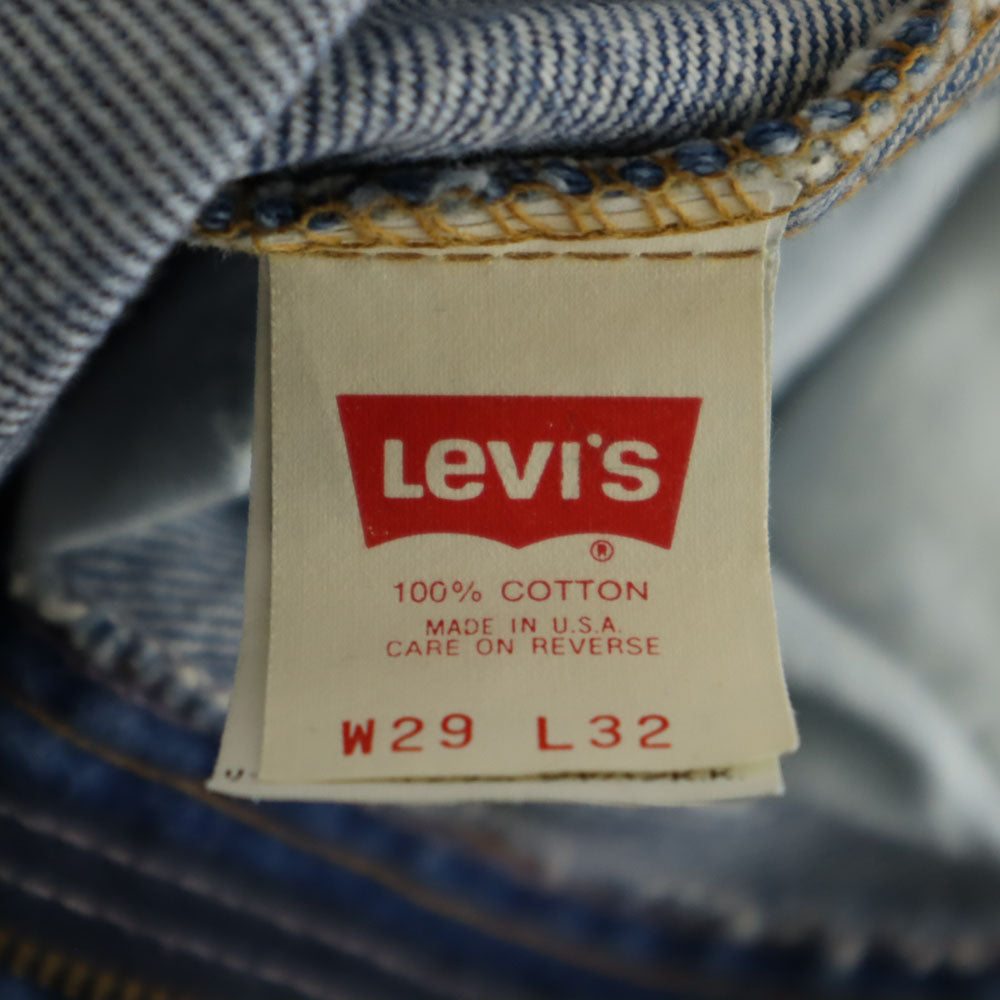 Levi's
®
100% COTTON
MADE IN U.S.A.
CARE ON REVERSE
W29 L32
K.K.